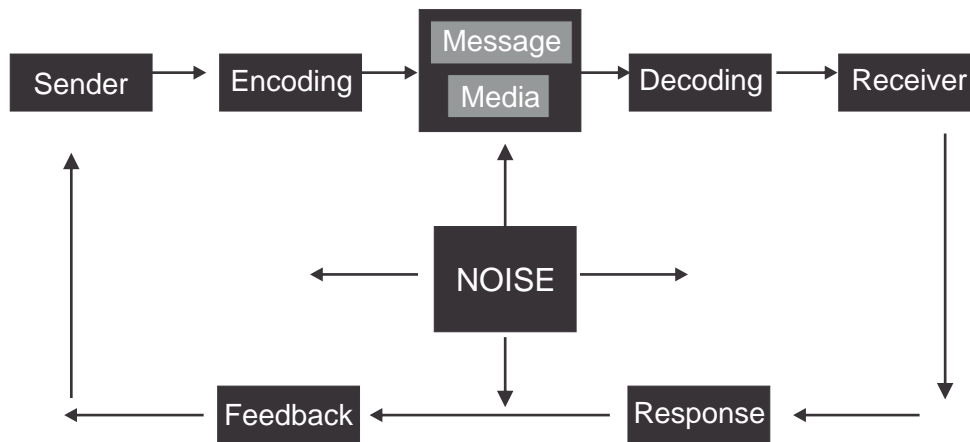 Message
Sender
Encoding
Decoding
Receiver
Media
NOISE
Feedback
Response